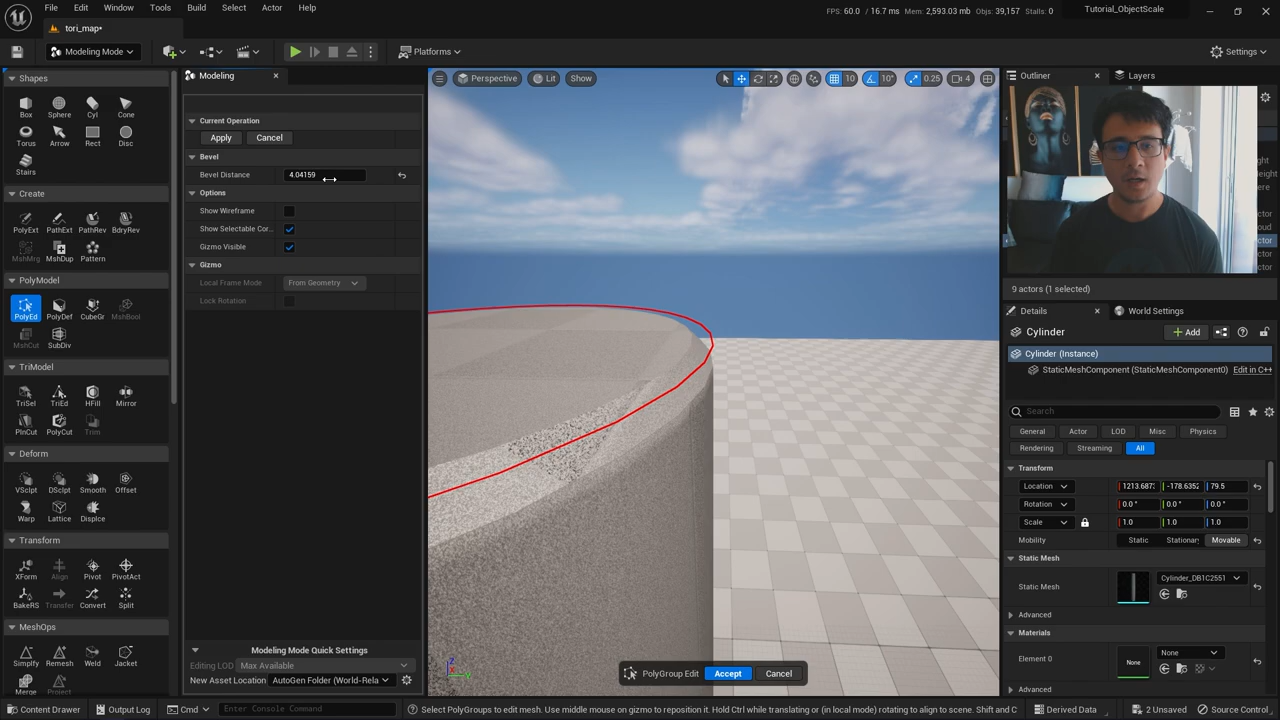 File Edit Window Tools Bevel Select Actor Help
FPS: 60.0 / 16.7 ms Mem: 2,593.03 mb Objs: 39,157 Stalls: 0
Tutorial_ObjectScale
tori_map*
Modeling Mode
Platforms
Settings
Shapes
Box Sphere Cyl Cone
Torus Arrow Rect Disc
Stairs
Create
PolyExt PathExt PathRev BdryRev
MshMrg MshDup Pattern
PolyModel
PolyEd PolyDef CubeGr MshBool
MshCut SubDiv
TriModel
TriSel TriEd HFill Mirror
PlnCut PolyCut Trim
Deform
VSclpt DSclpt Smooth Offset
Warp Lattice Displce
Transform
XForm Align Pivot PivotAct
BakeRS Transfer Convert Split
MeshOps
Simplfy Remesh Weld Jacket
Merge Project
Modeling
Current Operation
Apply Cancel
Bevel
Bevel Distance 4.04159
Options
Show Wireframe
Show Selectable Cor...
Gizmo Visible
Gizmo
Local Frame Mode From Geometry
Lock Rotation
Modeling Mode Quick Settings
Editing LOD Max Available
New Asset Location AutoGen Folder (World-Rela
Perspective Lit Show
10 10° 0.25 4
PolyGroup Edit Accept Cancel
Outliner Layers
9 actors (1 selected)
Details World Settings
Cylinder Add
Cylinder (Instance)
StaticMeshComponent (StaticMeshComponent0) Edit in C++
Search
General Actor LOD Misc Physics
Rendering Streaming All
Transform
Location 1213.687 -178.635 79.5
Rotation 0.0 ° 0.0 ° 0.0 °
Scale 1.0 1.0 1.0
Mobility Static Stationary Movable
Static Mesh
Static Mesh Cylinder_DB1C2551
Advanced
Materials
Element 0 None None
Advanced
Content Drawer Output Log Cmd Enter Console Command Select PolyGroups to edit mesh. Use middle mouse on gizmo to reposition it. Hold Ctrl while translating or (in local mode) rotating to align to scene. Shift and C Derived Data 2 Unsaved Source Control